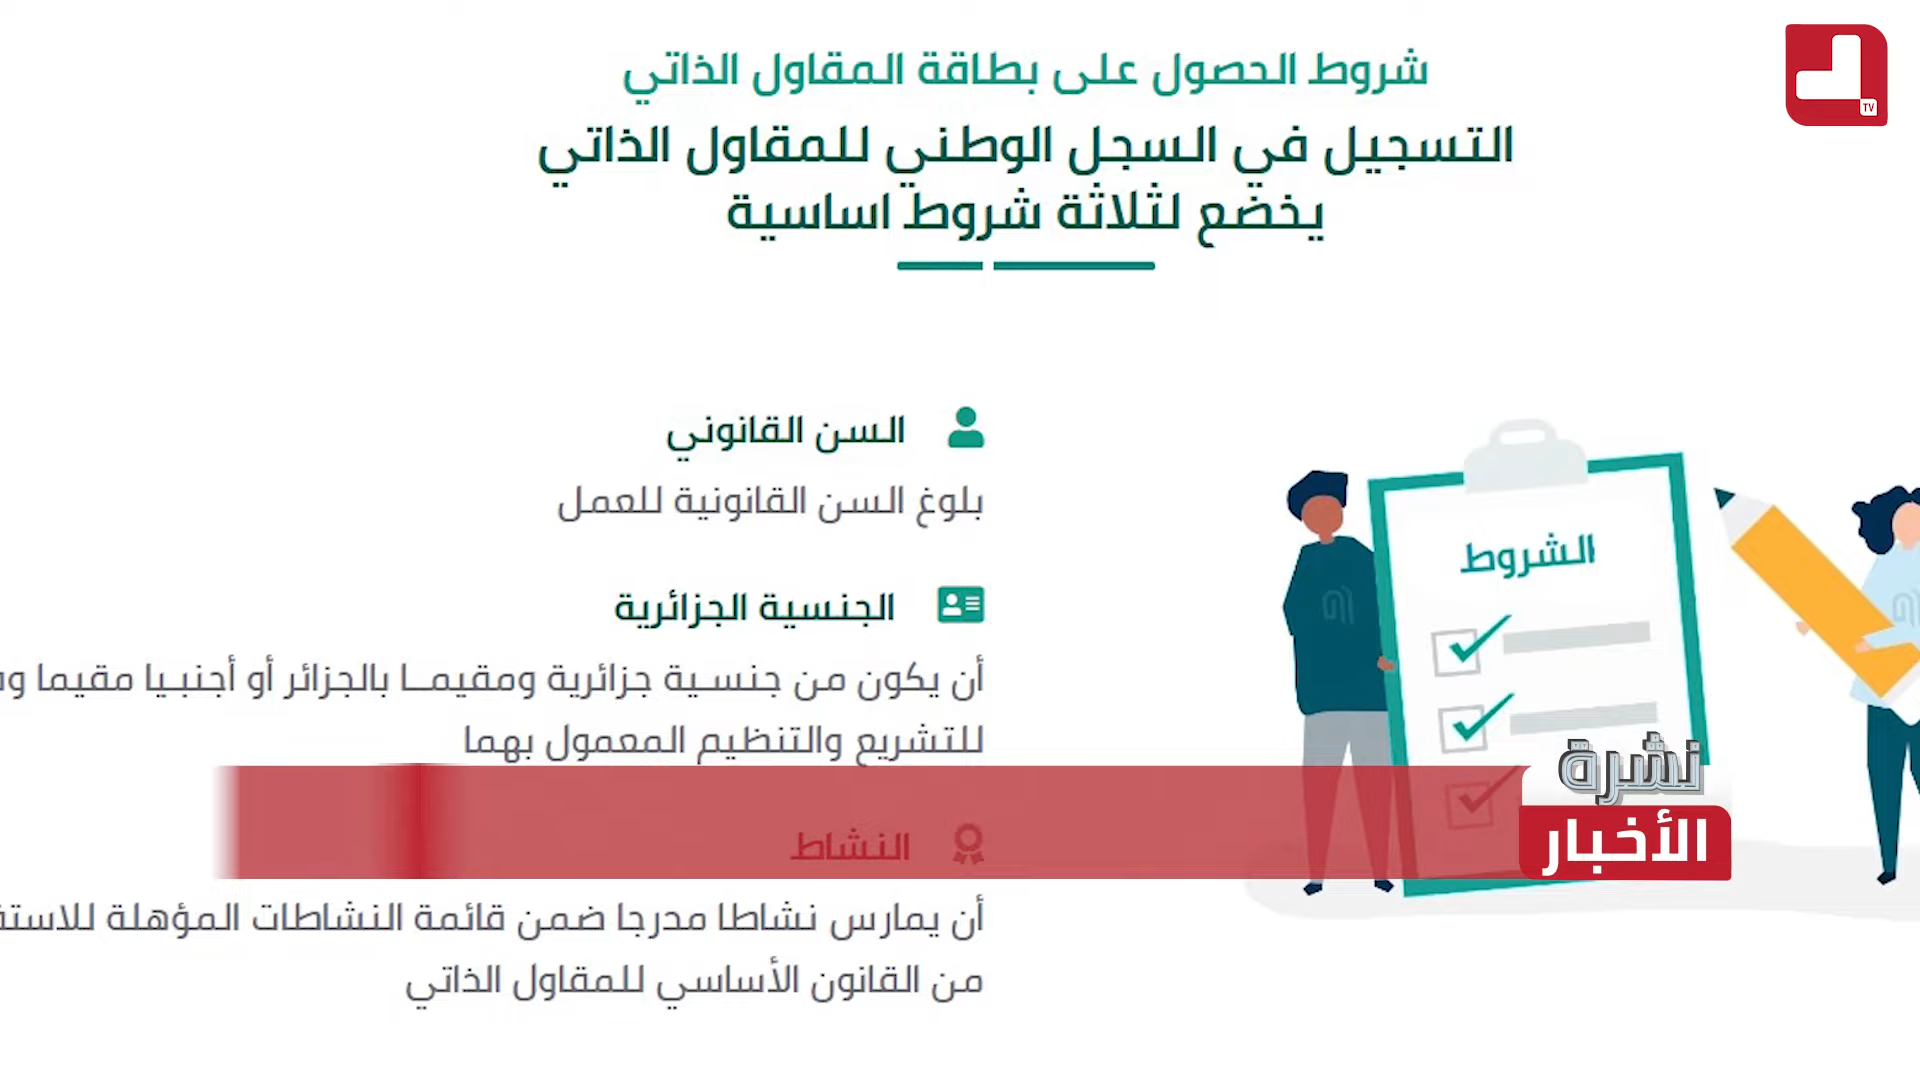 شروط الحصول على بطاقة المقاول الذاتي
التسجيل في السجل الوطني للمقاول الذاتي
يخضع لثلاثة شروط اساسية
السن القانوني
بلوغ السن القانونية للعمل
الجنسية الجزائرية
أن يكون من جنسية جزائرية ومقيما بالجزائر أو أجنبيا مقيما
للتشريع والتنظيم المعمول بهما
النشاط
أن يمارس نشاطا مدرجا ضمن قائمة النشاطات المؤهلة
من القانون الأساسي للمقاول الذاتي
الشروط
نشرة
الأخبار
TV